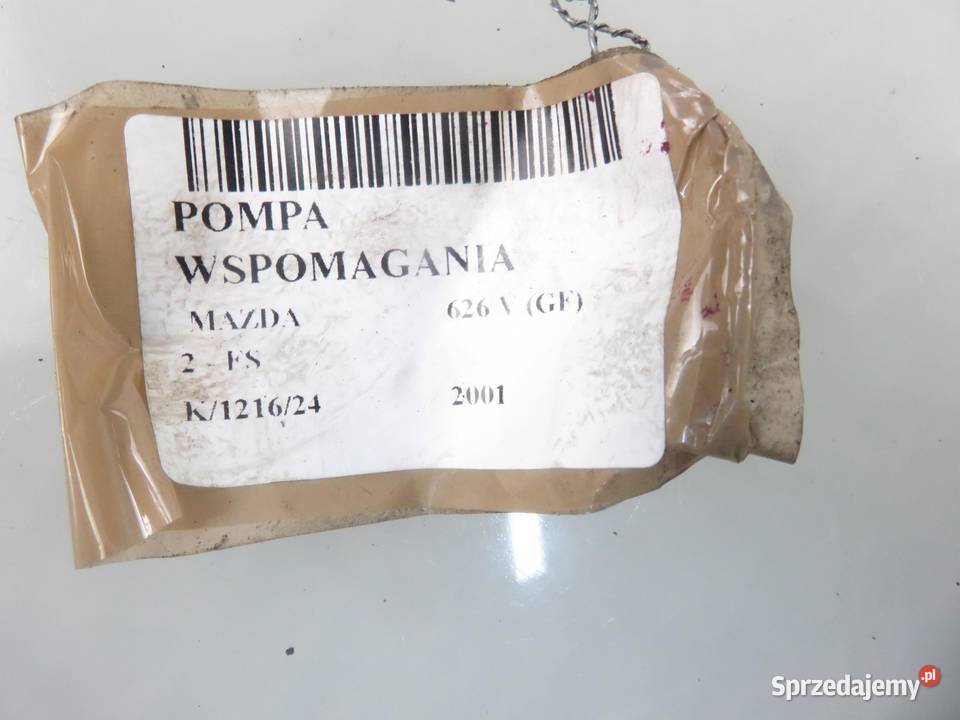 POMPA
WSPOMAGANIA
MAZDA 626 V (GF)
2 - FS
K/1216/24 2001
Sprzedajemy.pl